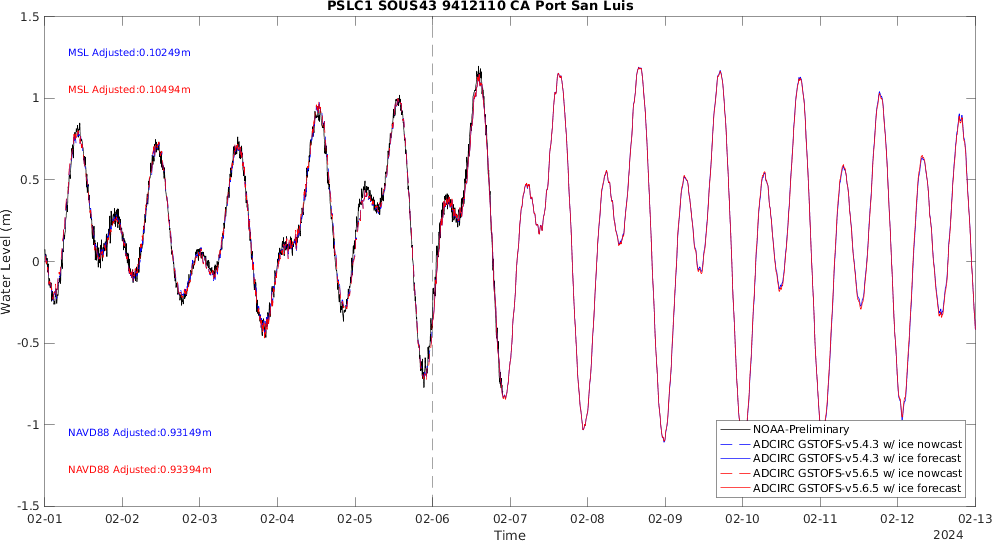 PSLC1 SOUS43 9412110 CA Port San Luis
1.5
1
0.5
0
-0.5
-1
-1.5
Water Level (m)
MSL Adjusted:0.10249m
MSL Adjusted:0.10494m
NAVD88 Adjusted:0.93149m
NAVD88 Adjusted:0.93394m
NOAA-Preliminary
ADCIRC GSTOFS-v5.4.3 w/ ice nowcast
ADCIRC GSTOFS-v5.4.3 w/ ice forecast
ADCIRC GSTOFS-v5.6.5 w/ ice nowcast
ADCIRC GSTOFS-v5.6.5 w/ ice forecast
02-01 02-02 02-03 02-04 02-05 02-06 02-07 02-08 02-09 02-10 02-11 02-12 02-13
Time
2024